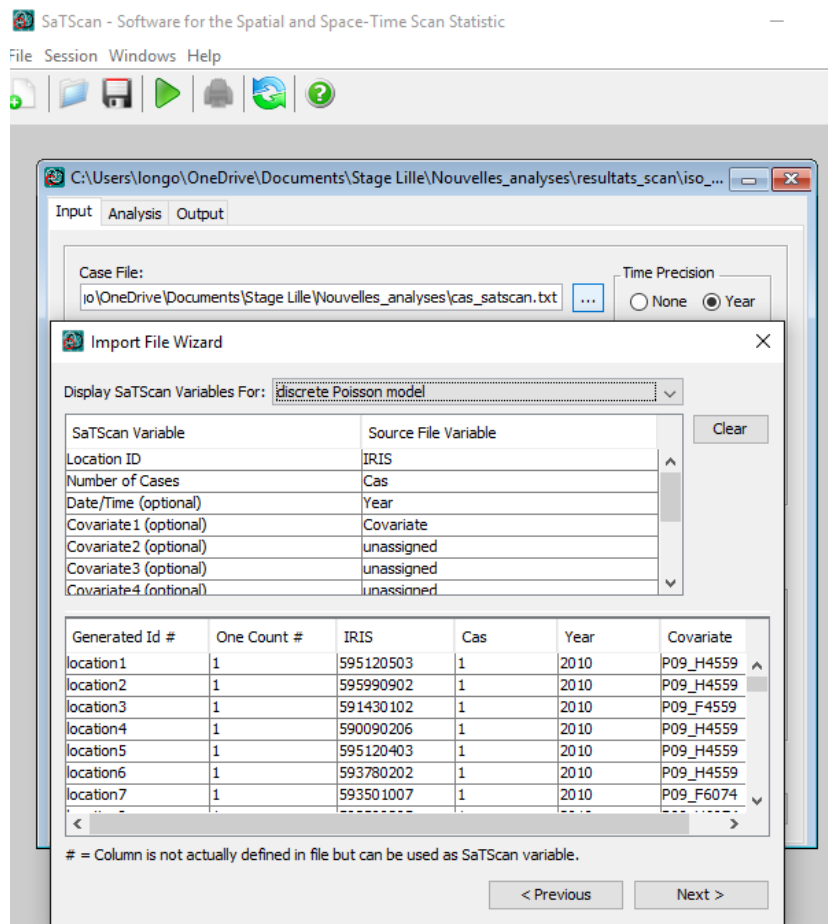 SaTScan - Software for the Spatial and Space-Time Scan Statistic
File Session Windows Help
C:\Users\longo\OneDrive\Documents\Stage Lille\Nouvelles_analyses\resultats_scan\iso_...
Input Analysis Output
Case File:
Time Precision
\OneDrive\Documents\Stage Lille\Nouvelles_analyses\cas_satscan.txt ... None Year
Import File Wizard
Display SaTScan Variables For: discrete Poisson model
SaTScan Variable Source File Variable Clear
Location ID IRIS
Number of Cases Cas
Date/Time (optional) Year
Covariate1 (optional) Covariate
Covariate2 (optional) unassigned
Covariate3 (optional) unassigned
Covariate4 (optional) unassigned
Generated Id # One Count # IRIS Cas Year Covariate
location1 1 595120503 1 2010 P09_H4559
location2 1 595990902 1 2010 P09_H4559
location3 1 591430102 1 2010 P09_F4559
location4 1 590090206 1 2010 P09_H4559
location5 1 595120403 1 2010 P09_H4559
location6 1 593780202 1 2010 P09_H4559
location7 1 593501007 1 2010 P09_F6074
# = Column is not actually defined in file but can be used as SaTScan variable.
< Previous Next >